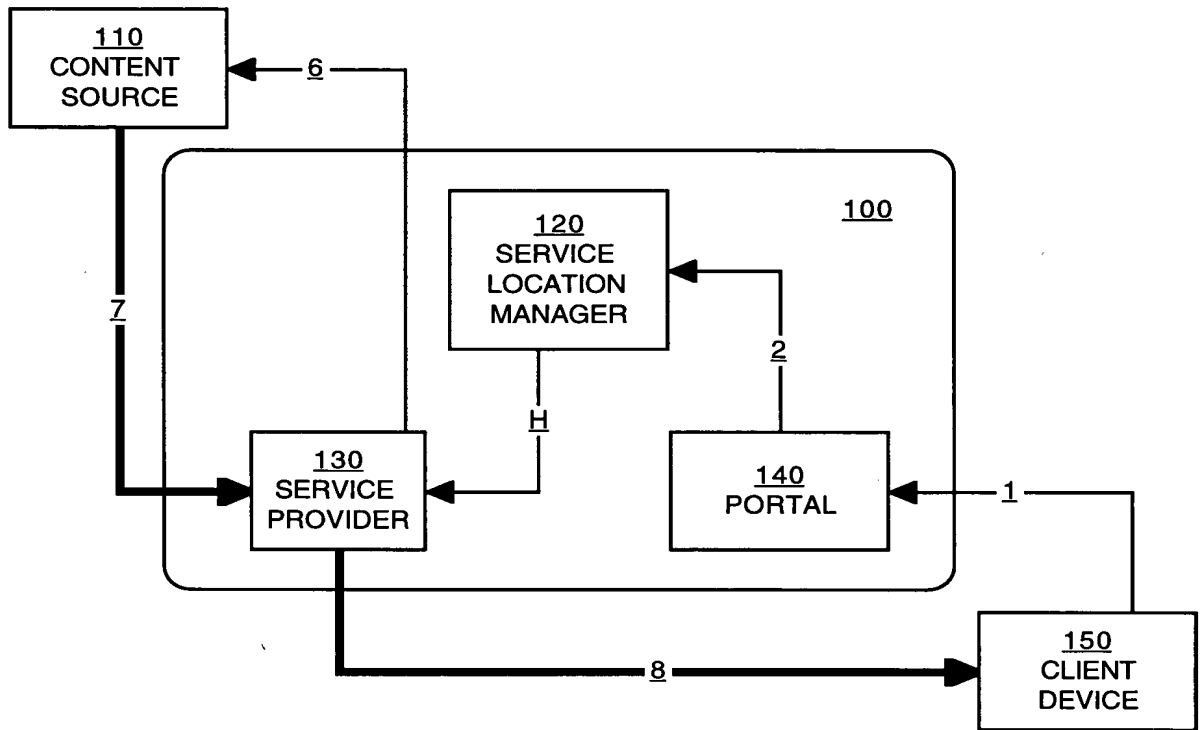 110
CONTENT
SOURCE
6
100
120
SERVICE
LOCATION
MANAGER
7
2
H
130
SERVICE
PROVIDER
140
PORTAL
1
8
150
CLIENT
DEVICE